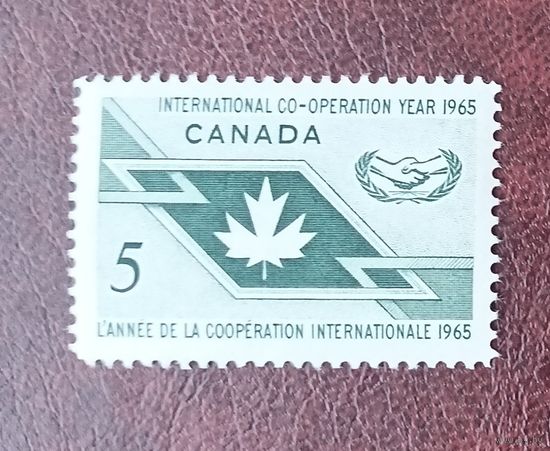 INTERNATIONAL CO-OPERATION YEAR 1965
CANADA
5
L'ANNÉE DE LA COOPÉRATION INTERNATIONALE 1965